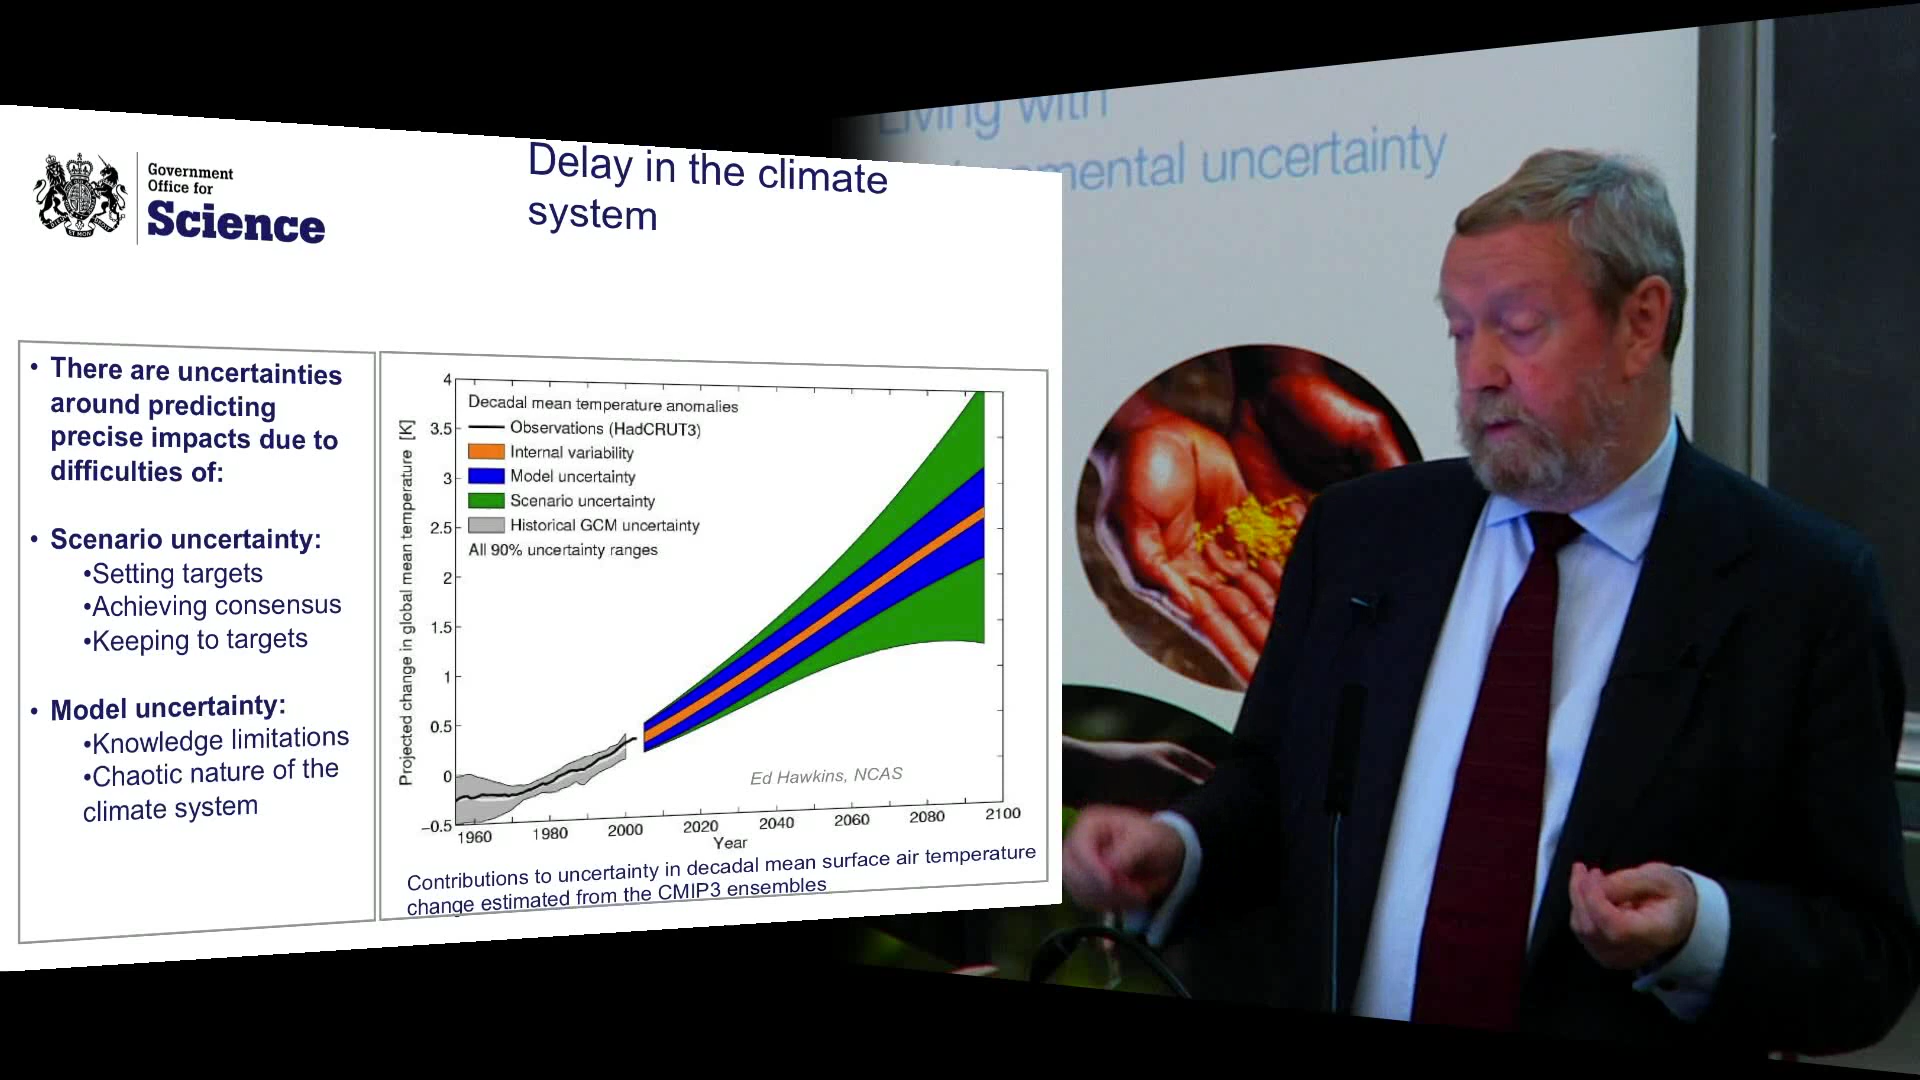 Living with
mental uncertainty
Government
Office for
Science
Delay in the climate
system
• There are uncertainties
around predicting
precise impacts due to
difficulties of:
• Scenario uncertainty:
•Setting targets
•Achieving consensus
•Keeping to targets
• Model uncertainty:
•Knowledge limitations
•Chaotic nature of the
climate system
Projected change in global mean temperature [K]
4
3.5
3
2.5
2
1.5
1
0.5
0
−0.5
Decadal mean temperature anomalies
Observations (HadCRUT3)
Internal variability
Model uncertainty
Scenario uncertainty
Historical GCM uncertainty
All 90% uncertainty ranges
Ed Hawkins, NCAS
1960 1980 2000 2020 2040 2060 2080 2100
Year
Contributions to uncertainty in decadal mean surface air temperature
change estimated from the CMIP3 ensembles